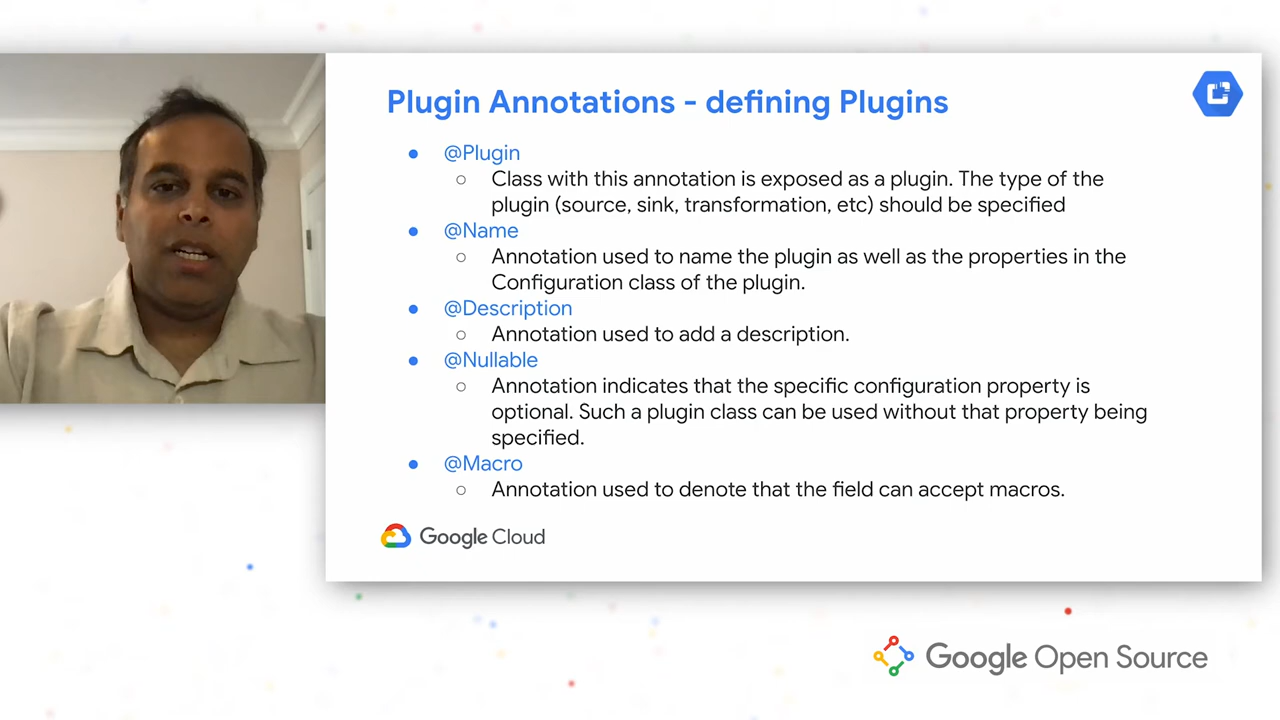 Plugin Annotations - defining Plugins
● @Plugin
○ Class with this annotation is exposed as a plugin. The type of the
plugin (source, sink, transformation, etc) should be specified
● @Name
○ Annotation used to name the plugin as well as the properties in the
Configuration class of the plugin.
● @Description
○ Annotation used to add a description.
● @Nullable
○ Annotation indicates that the specific configuration property is
optional. Such a plugin class can be used without that property being
specified.
● @Macro
○ Annotation used to denote that the field can accept macros.
Google Cloud
Google Open Source